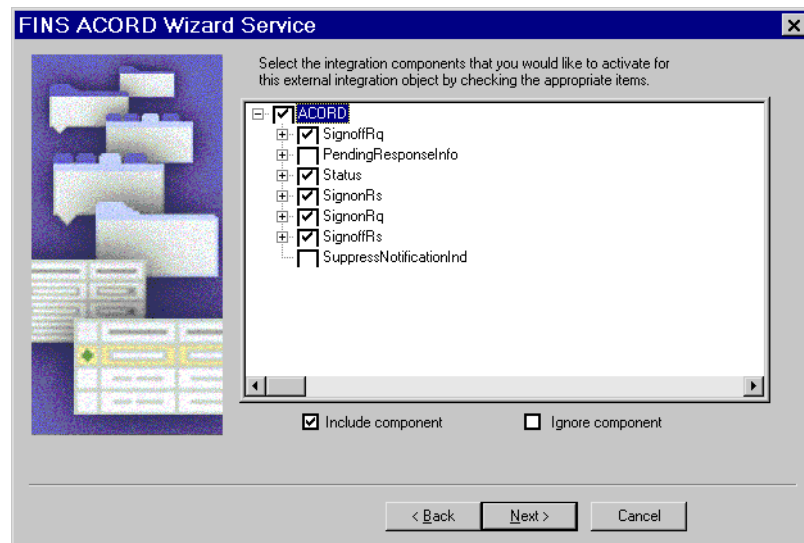 FINS ACORD Wizard Service
Select the integration components that you would like to activate for
this external integration object by checking the appropriate items.
ACORD
SignoffRq
PendingResponseInfo
Status
SignonRs
SignonRq
SignoffRs
SuppressNotificationInd
Include component Ignore component
< Back Next > Cancel